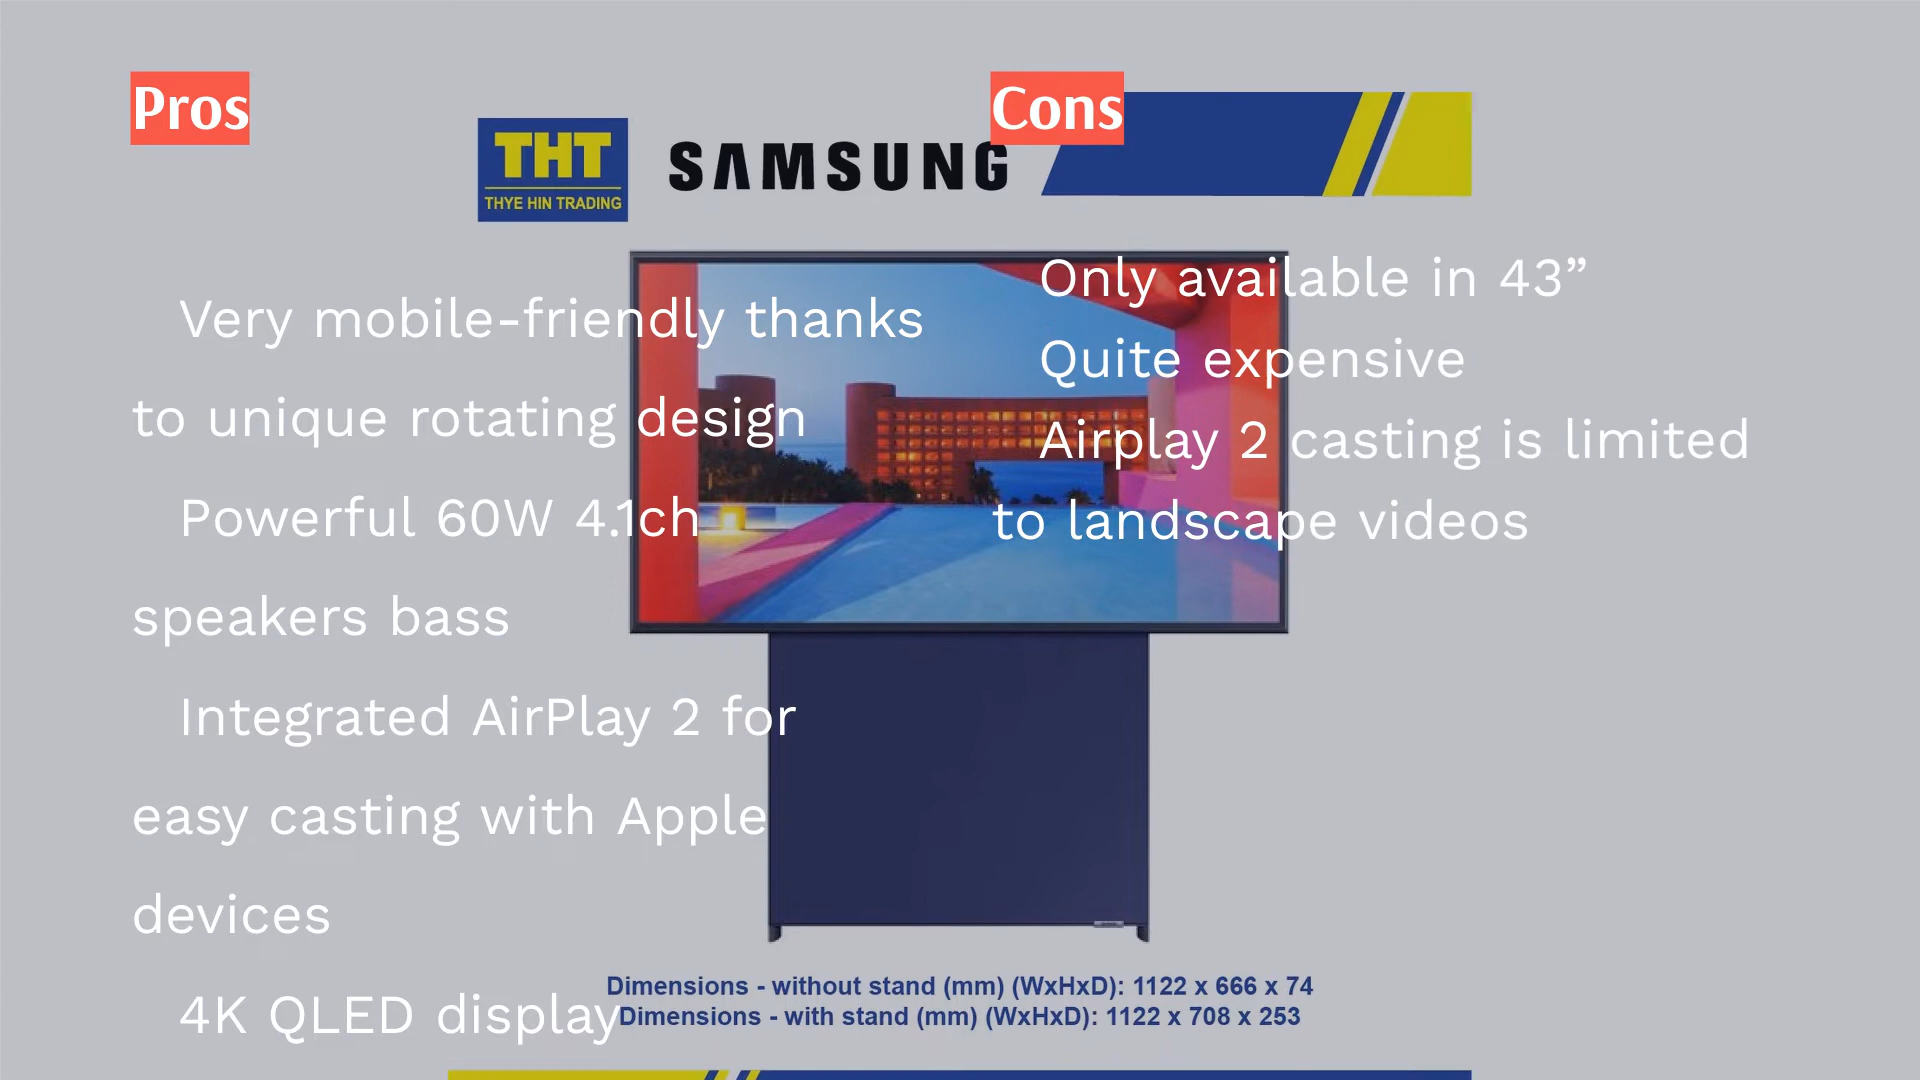 Pros
Cons
THT
THYE HIN TRADING
SAMSUNG
Very mobile-friendly thanks
to unique rotating design
Powerful 60W 4.1ch
speakers bass
Integrated AirPlay 2 for
easy casting with Apple
devices
4K QLED display
Only available in 43”
Quite expensive
Airplay 2 casting is limited
to landscape videos
Dimensions - without stand (mm) (WxHxD): 1122 x 666 x 74
Dimensions - with stand (mm) (WxHxD): 1122 x 708 x 253